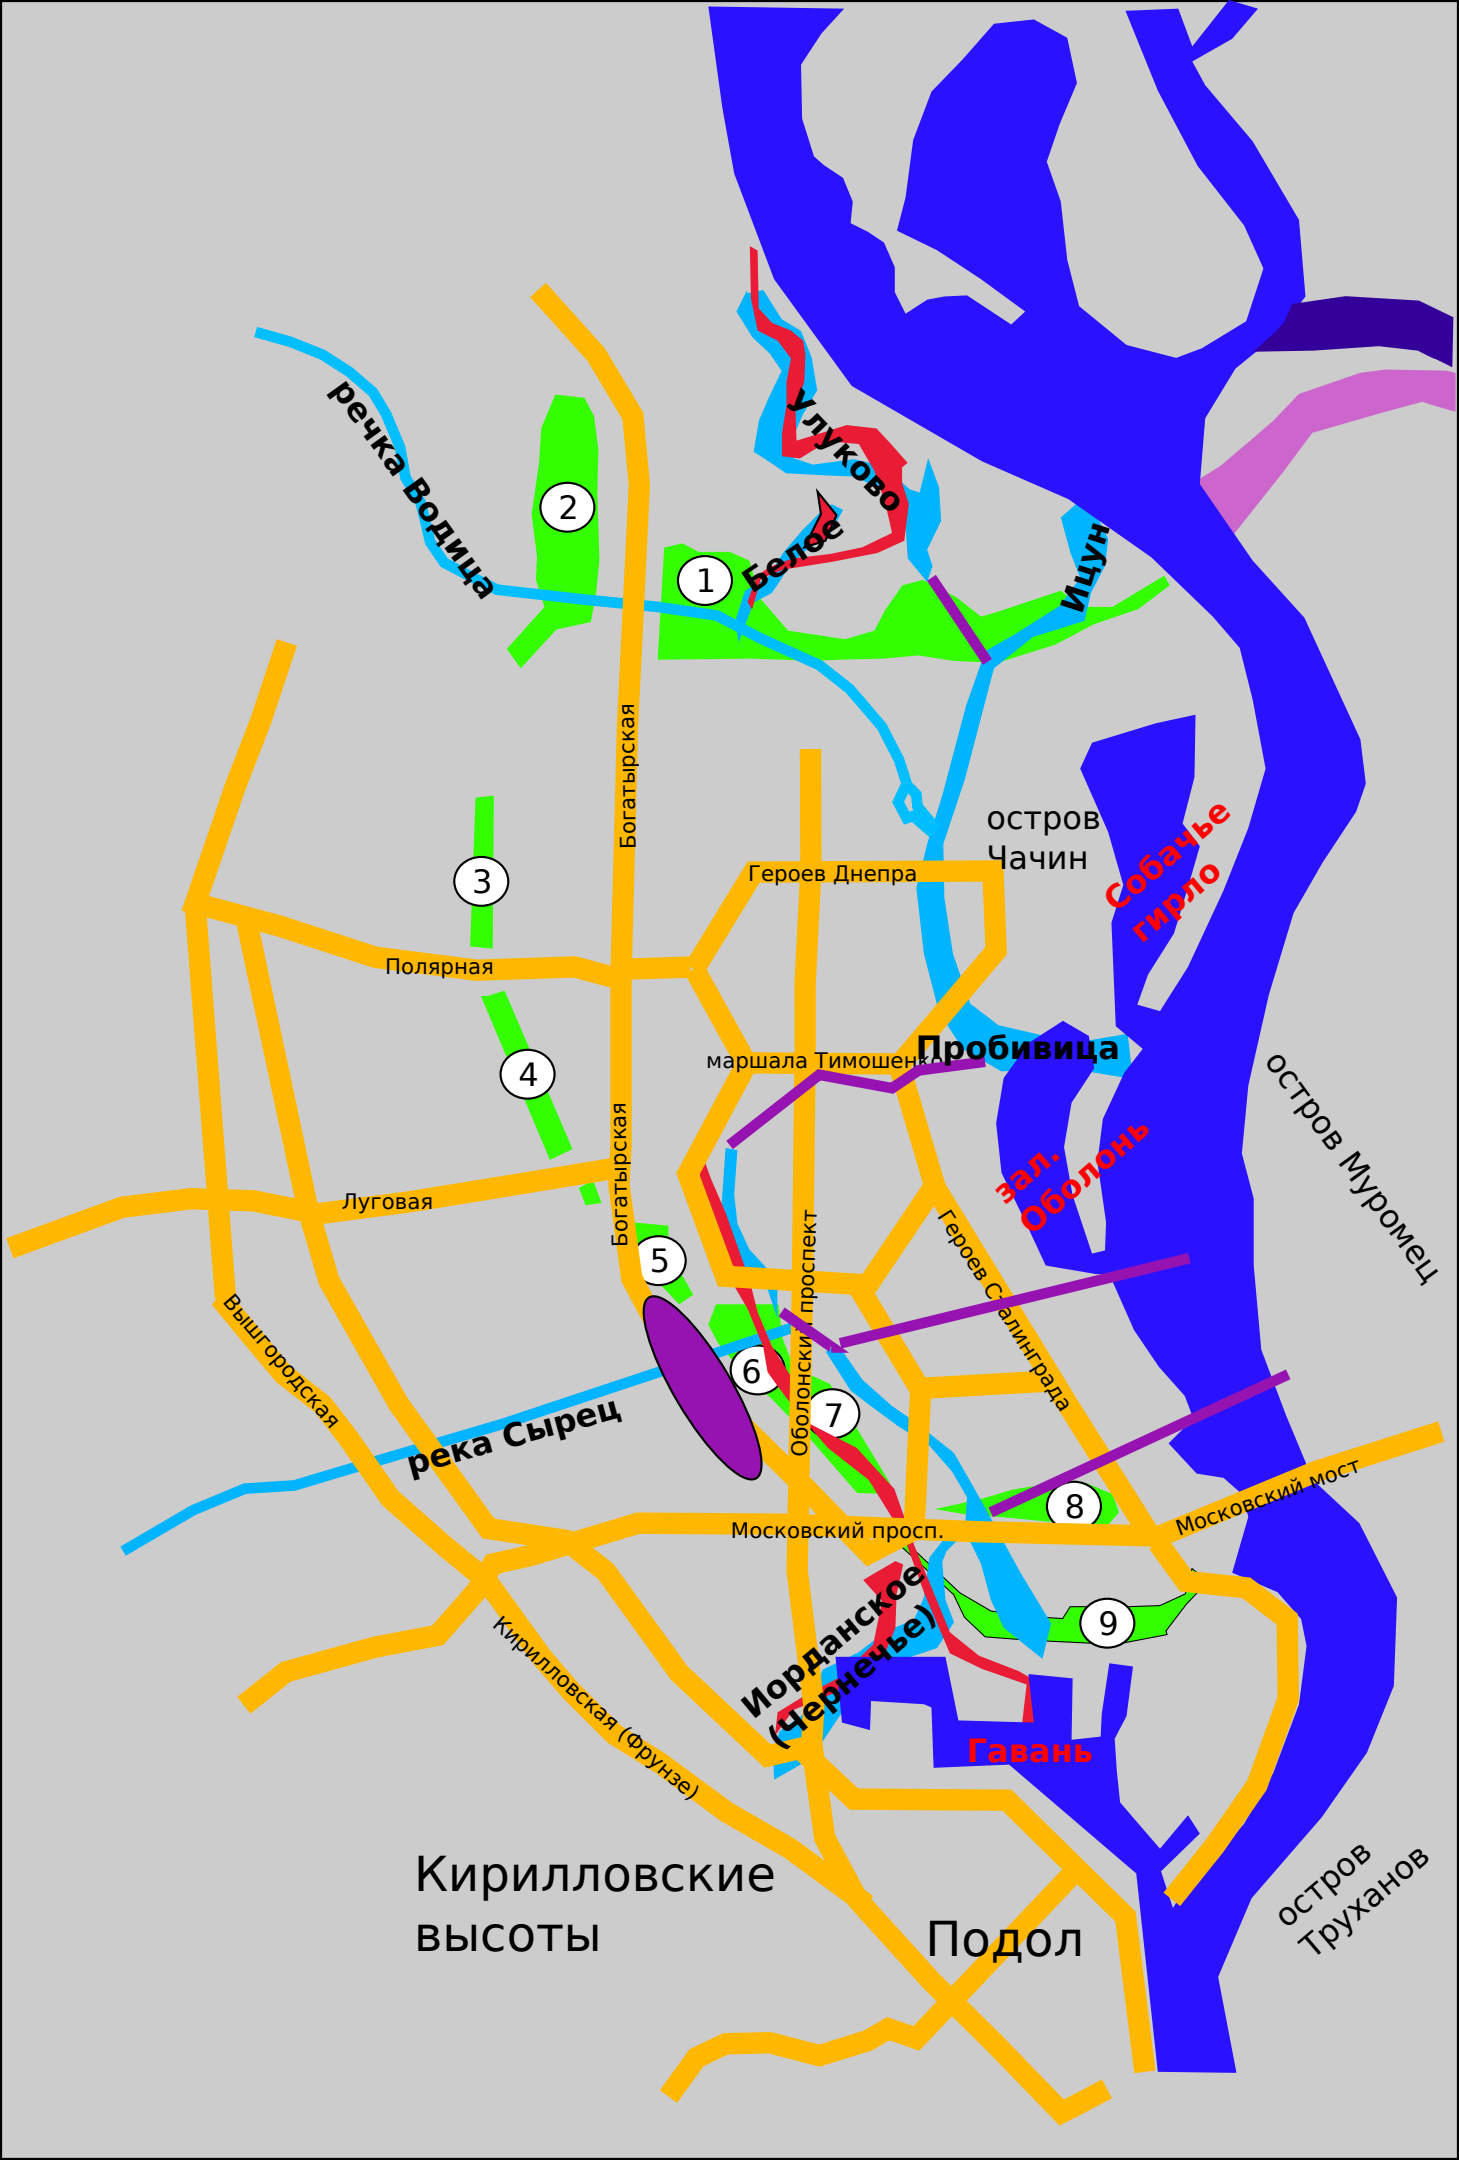 речка Водица
Улуково
2
Белое
1
Ицун
Богатырская
остров
Чачин
Собачье
гирло
3
Героев Днепра
Полярная
маршала Тимошенко
Пробивица
4
остров Муромец
зал.
Оболонь
Богатырская
Луговая
5
Оболонский проспект
Героев Сталинграда
Вышгородская
6
7
река Сырец
8
Московский мост
Московский просп.
Иорданское
(Чернечье)
9
Кирилловская (Фрунзе)
Гавань
Кирилловские
высоты
Подол
остров
Труханов